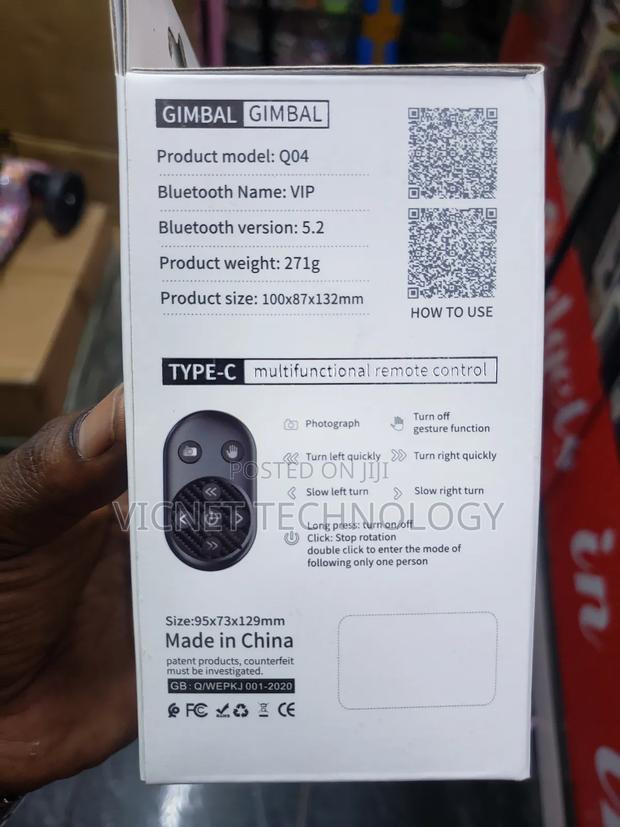 GIMBAL GIMBAL
Product model: Q04
Bluetooth Name: VIP
Bluetooth version: 5.2
Product weight: 271g
Product size: 100x87x132mm
HOW TO USE
TYPE-C multifunctional remote control
Photograph
Turn off
gesture function
Turn left quickly
Turn right quickly
Slow left turn
Slow right turn
POSTED ON JIJI
VICNET TECHNOLOGY
Long press: turn on/off
Click: Stop rotation
double click to enter the mode of
following only one person
Size:95x73x129mm
Made in China
patent products, counterfeit
must be investigated.
GB : Q/WEPKJ 001-2020
FC CE
in